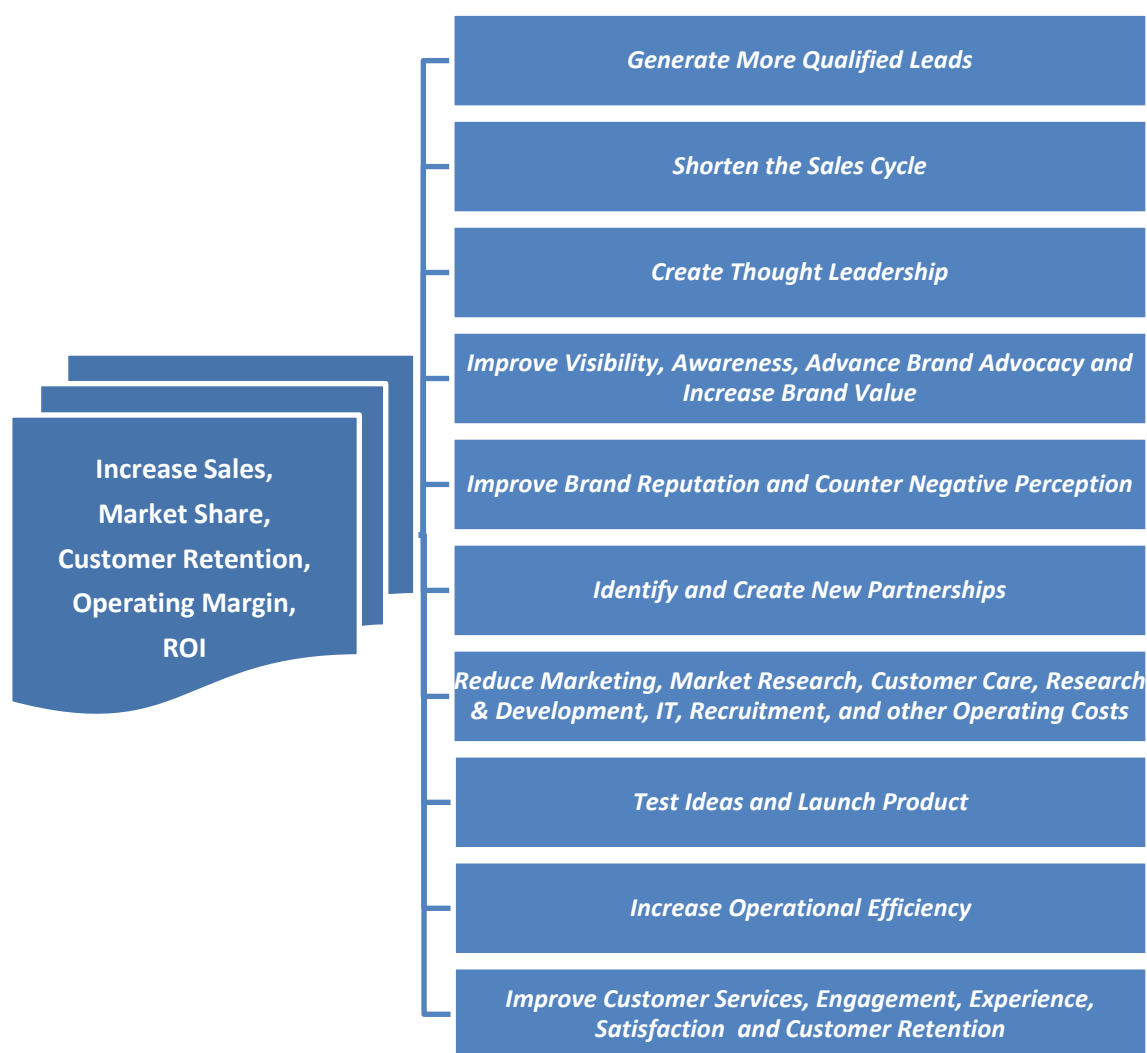 Generate More Qualified Leads
Shorten the Sales Cycle
Create Thought Leadership
Improve Visibility, Awareness, Advance Brand Advocacy and
Increase Brand Value
Increase Sales,
Market Share,
Customer Retention,
Operating Margin,
ROI
Improve Brand Reputation and Counter Negative Perception
Identify and Create New Partnerships
Reduce Marketing, Market Research, Customer Care, Research
& Development, IT, Recruitment, and other Operating Costs
Test Ideas and Launch Product
Increase Operational Efficiency
Improve Customer Services, Engagement, Experience,
Satisfaction  and Customer Retention